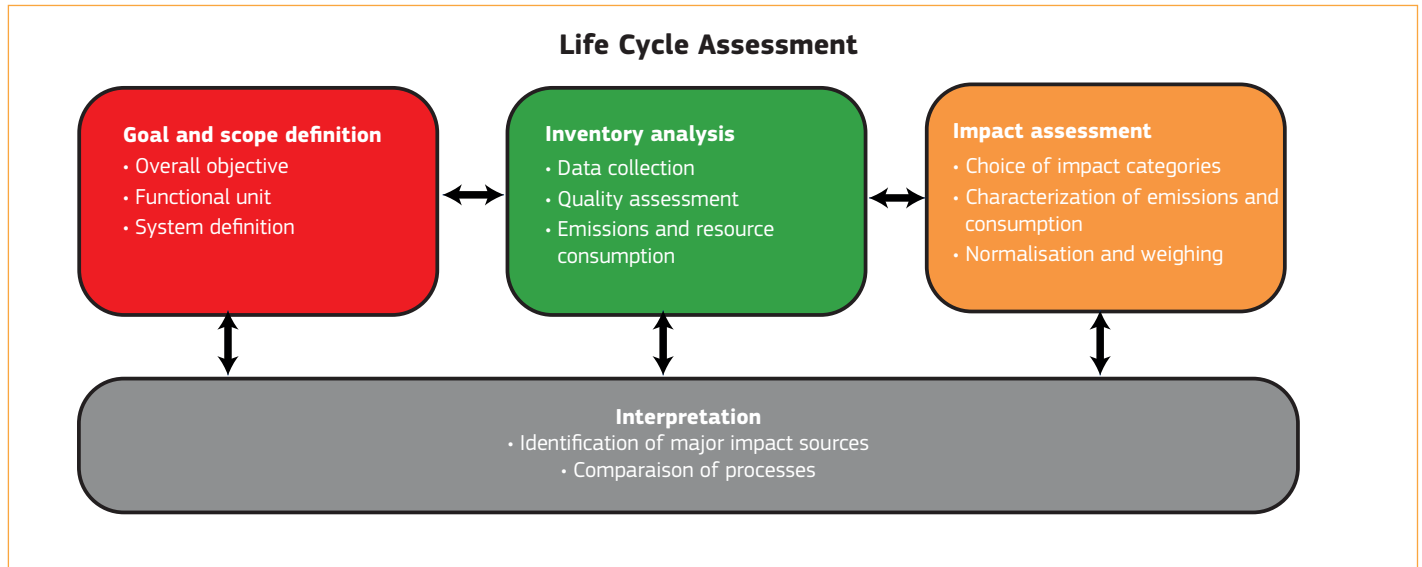 Life Cycle Assessment
Goal and scope definition
• Overall objective
• Functional unit
• System definition
Inventory analysis
• Data collection
• Quality assessment
• Emissions and resource
consumption
Impact assessment
• Choice of impact categories
• Characterization of emissions and
consumption
• Normalisation and weighing
Interpretation
• Identification of major impact sources
• Comparaison of processes